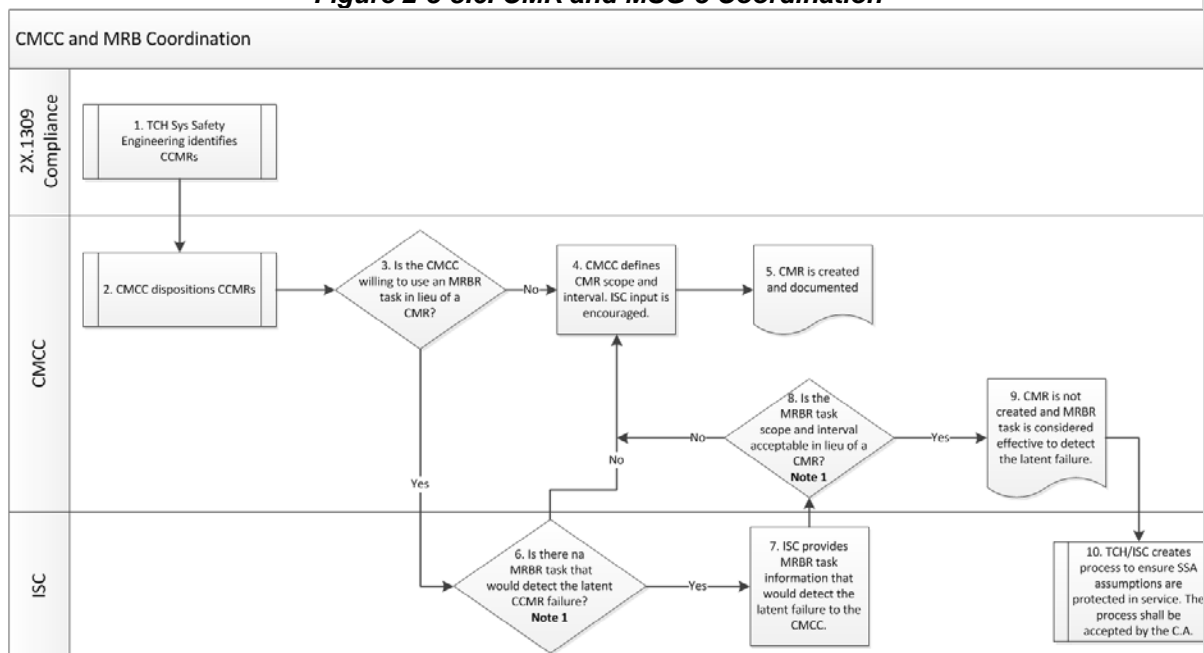 Figure 2-3-8.6. CMR and MSG-3 Coordination
CMCC and MRB Coordination
2X.1309
Compliance
1. TCH Sys Safety
Engineering identifies
CCMRs
CMCC
2. CMCC dispositions CCMRs
3. Is the CMCC
willing to use an MRBR
task in lieu of a
CMR?
No
4. CMCC defines
CMR scope and
interval. ISC input is
encouraged.
5. CMR is created
and documented
Yes
No
No
8. Is the
MRBR task
scope and interval
acceptable in lieu of a
CMR?
Note 1
Yes
9. CMR is not
created and MRBR
task is considered
effective to detect
the latent failure.
ISC
6. Is there na
MRBR task that
would detect the latent
CCMR failure?
Note 1
Yes
7. ISC provides
MRBR task
information that
would detect the
latent failure to the
CMCC.
10. TCH/ISC creates
process to ensure SSA
assumptions are
protected in service. The
process shall be
accepted by the C.A.